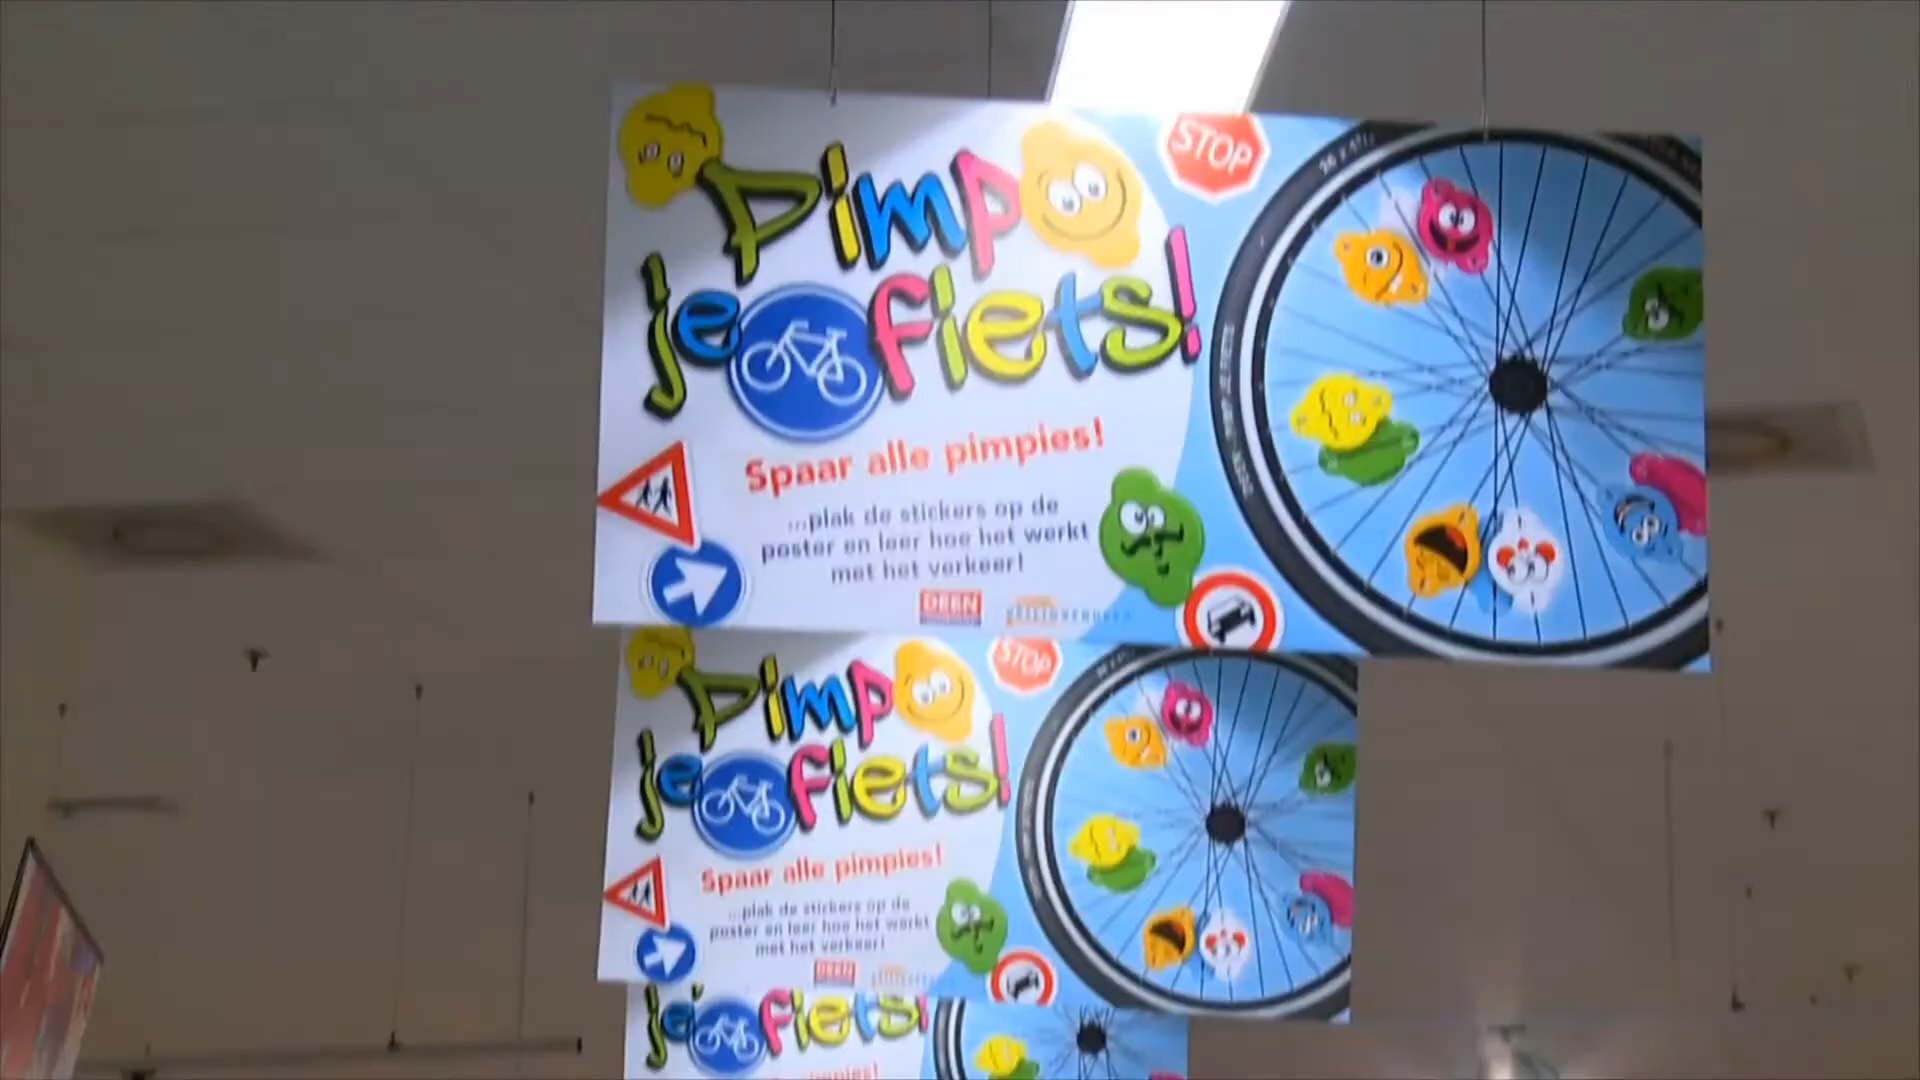 STOP
Pimp
je fiets!
Spaar alle pimpies!
...plak de stickers op de
poster en leer hoe het werkt
met het verkeer!
DEEN
STOP
Pimp
je fiets!
Spaar alle pimpies!
...plak de stickers op de
poster en leer hoe het werkt
met het verkeer!
DEEN
je fiets!